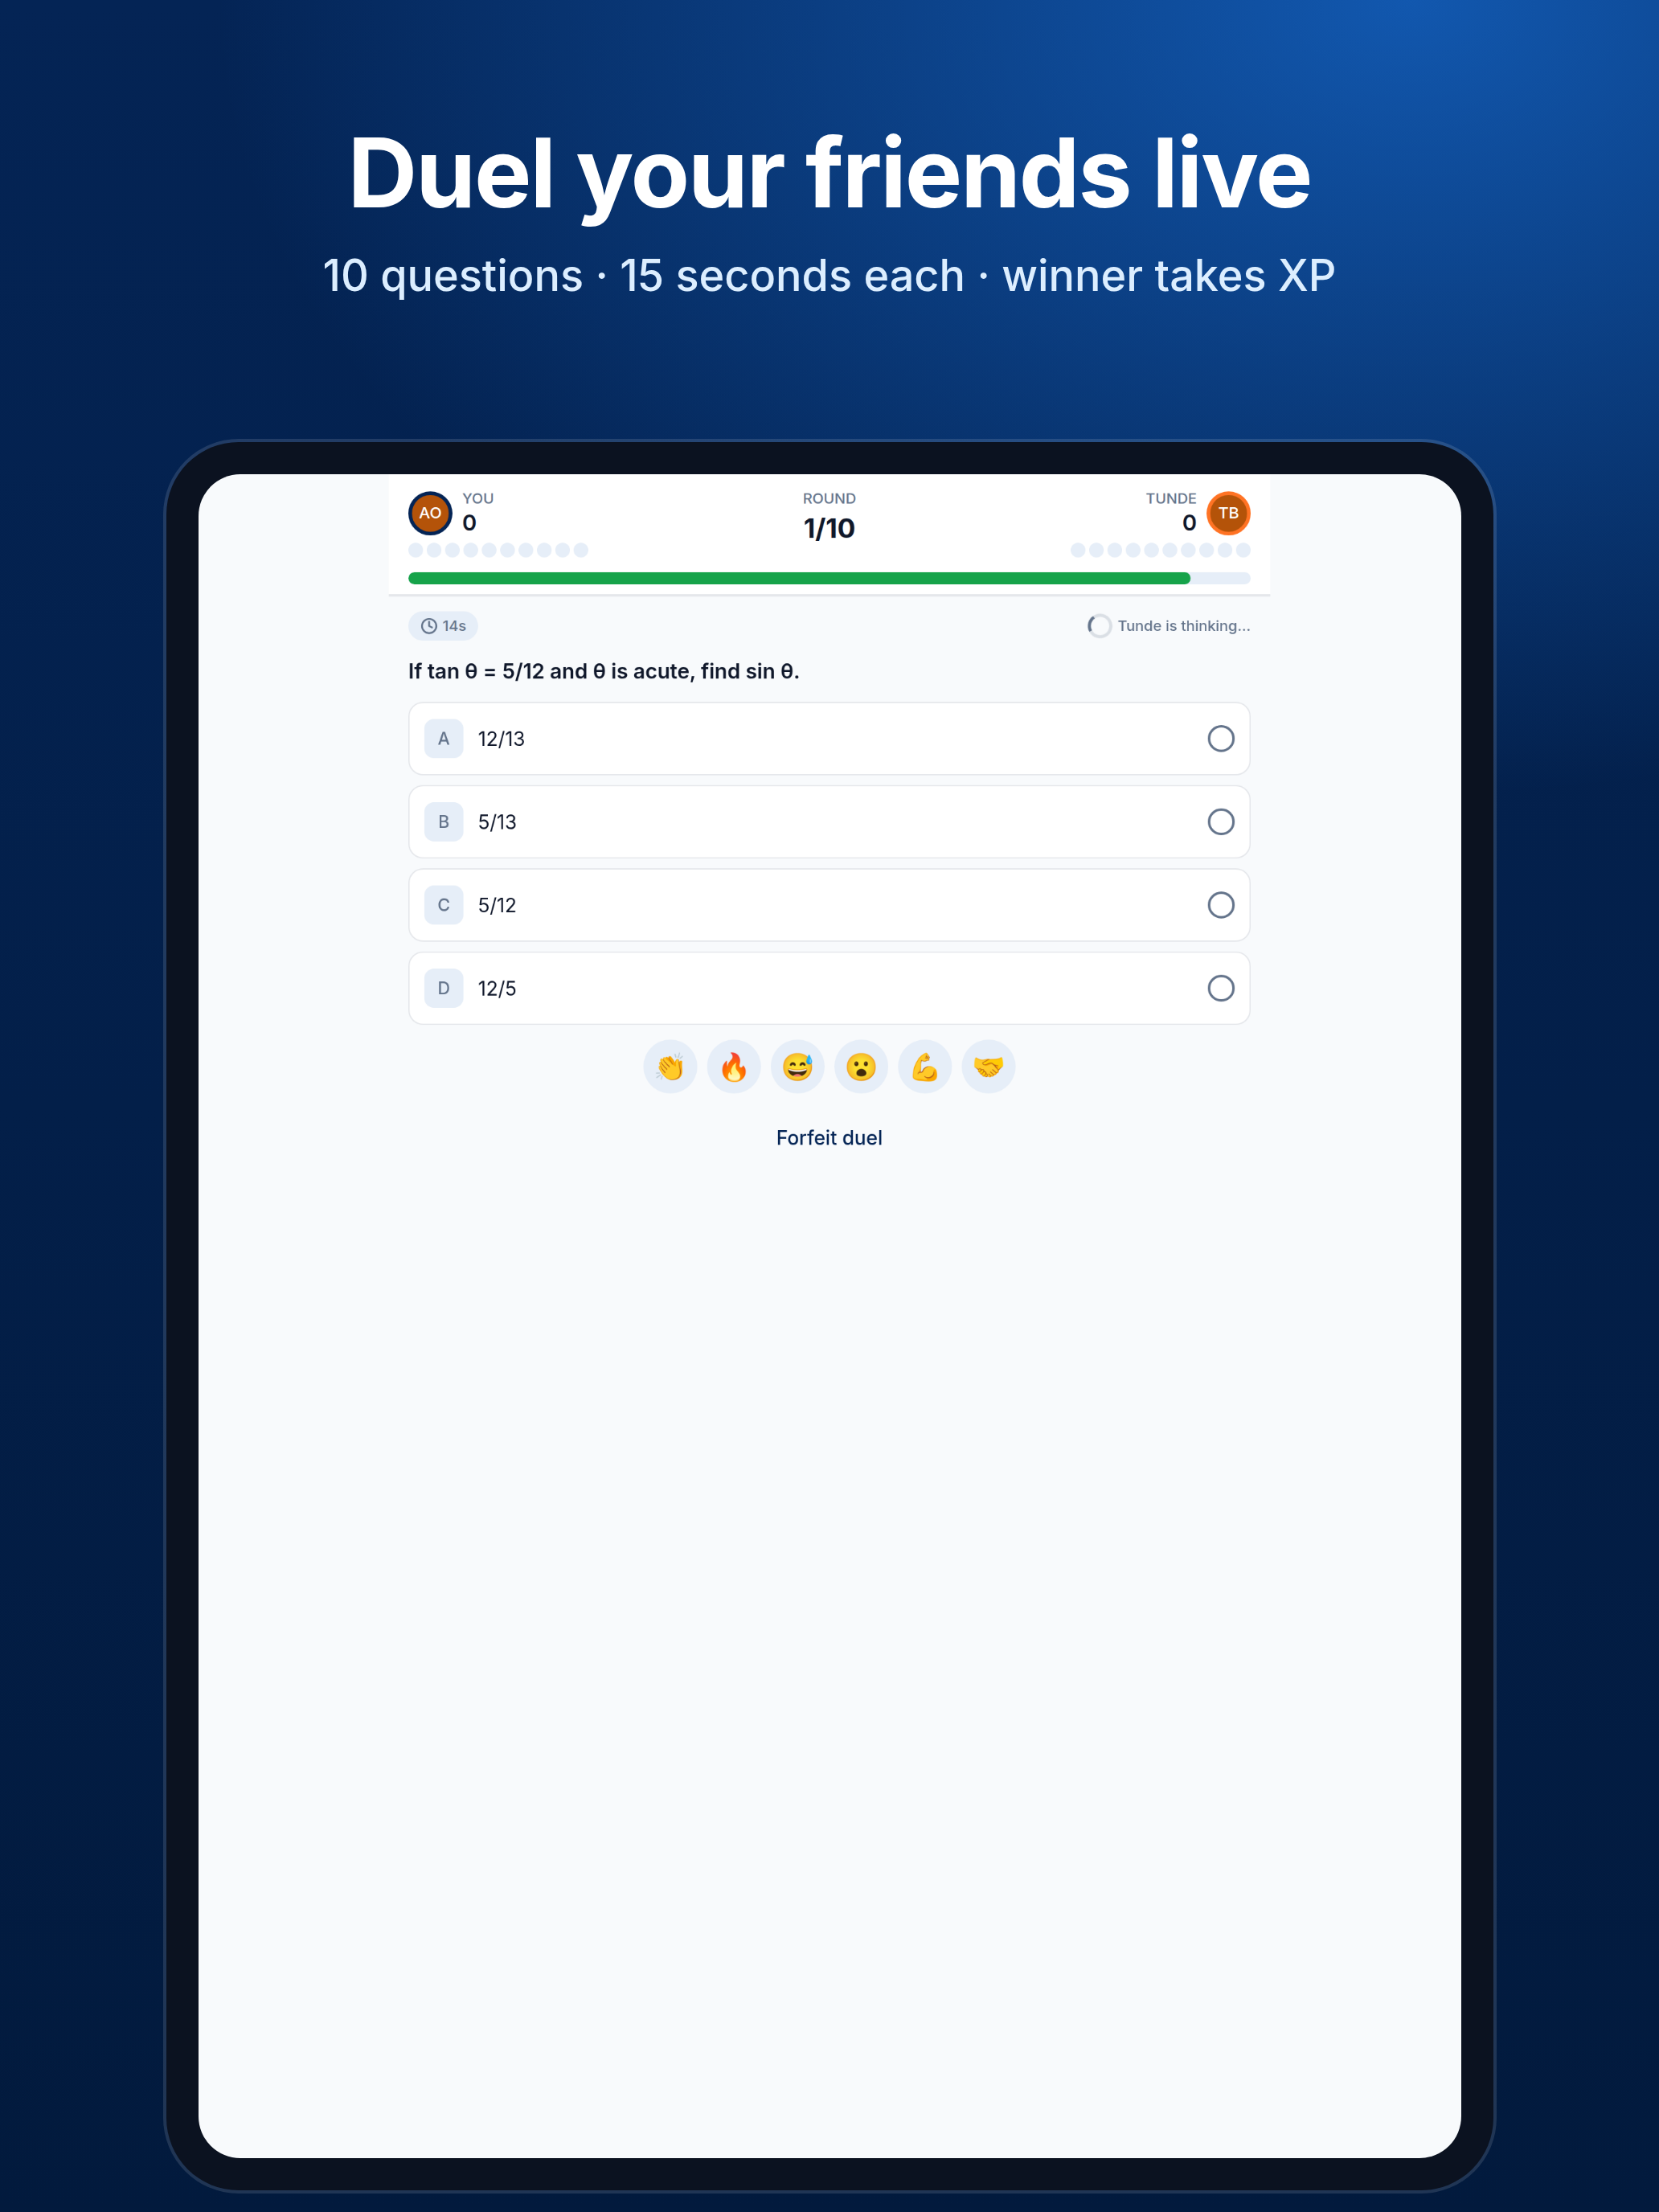 Duel your friends live
10 questions · 15 seconds each · winner takes XP
AO
YOU
0
ROUND
1/10
TUNDE
0
TB
14s
Tunde is thinking...
If tan θ = 5/12 and θ is acute, find sin θ.
A 12/13
B 5/13
C 5/12
D 12/5
Forfeit duel